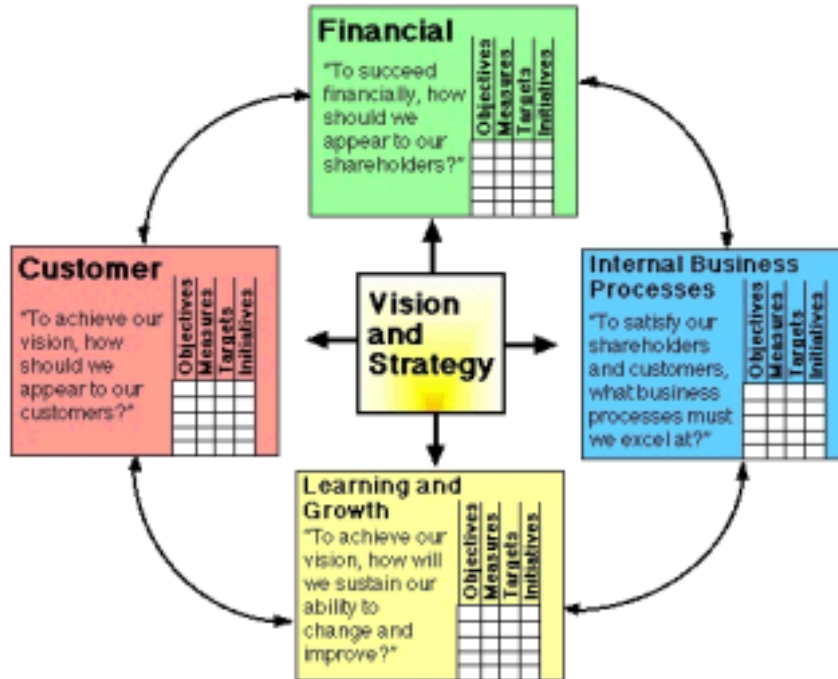 Financial
"To succeed
financially, how
should we
appear to our
shareholders?"
Objectives
Measures
Targets
Initiatives
Customer
"To achieve our
vision, how
should we
appear to our
customers?"
Objectives
Measures
Targets
Initiatives
Vision
and
Strategy
Internal Business
Processes
"To satisfy our
shareholders
and customers,
what business
processes must
we excel at?"
Objectives
Measures
Targets
Initiatives
Learning and
Growth
"To achieve our
vision, how will
we sustain our
ability to
change and
improve?"
Objectives
Measures
Targets
Initiatives